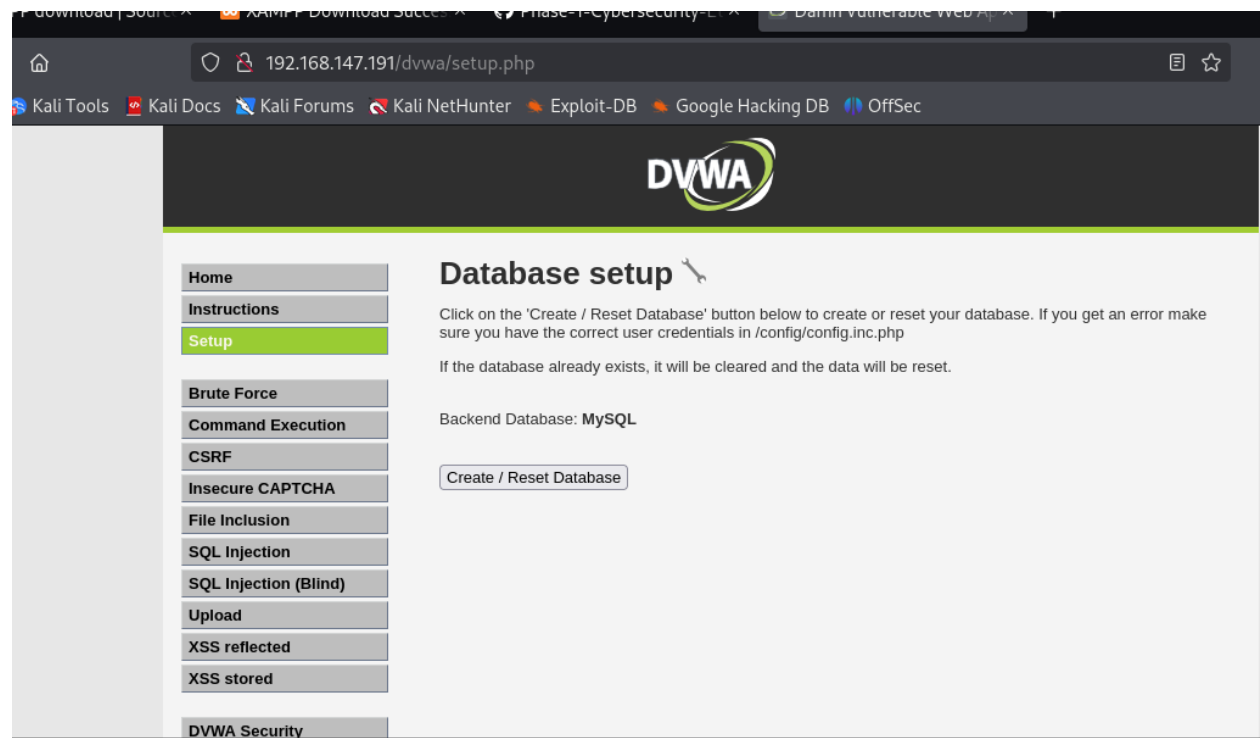 XAMPP Download Succes ×
192.168.147.191/dvwa/setup.php
Kali Tools Kali Docs Kali Forums Kali NetHunter Exploit-DB Google Hacking DB OffSec
DVWA
Home
Instructions
Setup
Brute Force
Command Execution
CSRF
Insecure CAPTCHA
File Inclusion
SQL Injection
SQL Injection (Blind)
Upload
XSS reflected
XSS stored
DVWA Security
Database setup
Click on the 'Create / Reset Database' button below to create or reset your database. If you get an error make
sure you have the correct user credentials in /config/config.inc.php
If the database already exists, it will be cleared and the data will be reset.
Backend Database: MySQL
Create / Reset Database